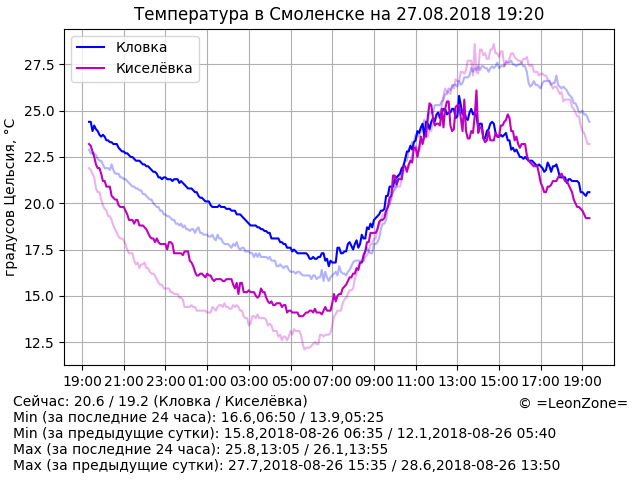 Температура в Смоленске на 27.08.2018 19:20
Кловка
Киселёвка
градусов Цельсия, °C
27.5
25.0
22.5
20.0
17.5
15.0
12.5
19:00 21:00 23:00 01:00 03:00 05:00 07:00 09:00 11:00 13:00 15:00 17:00 19:00
Сейчас: 20.6 / 19.2 (Кловка / Киселёвка)
© =LeonZone=
Min (за последние 24 часа): 16.6,06:50 / 13.9,05:25
Min (за предыдущие сутки): 15.8,2018-08-26 06:35 / 12.1,2018-08-26 05:40
Max (за последние 24 часа): 25.8,13:05 / 26.1,13:55
Max (за предыдущие сутки): 27.7,2018-08-26 15:35 / 28.6,2018-08-26 13:50